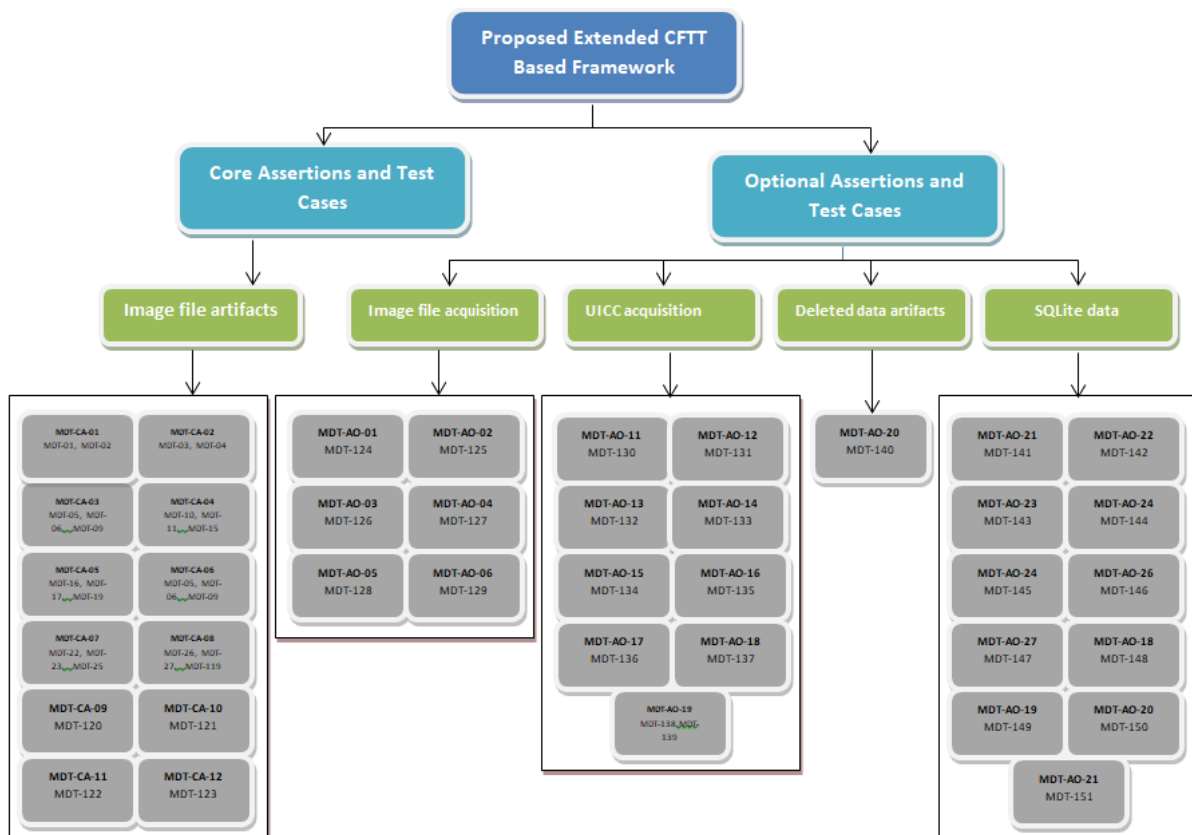 Proposed Extended CFTT
Based Framework
Core Assertions and Test
Cases
Optional Assertions and
Test Cases
Image file artifacts
Image file acquisition
UICC acquisition
Deleted data artifacts
SQLite data
MDT-CA-01
MDT-01, MDT-02
MDT-CA-02
MDT-03, MDT-04
MDT-CA-03
MDT-05, MDT-
06,,,MDT-09
MDT-CA-04
MDT-10, MDT-
11,,,MDT-15
MDT-CA-05
MDT-16, MDT-
17,,,MDT-19
MDT-CA-06
MDT-05, MDT-
06,,,MDT-09
MDT-CA-07
MDT-22, MDT-
23,,,MDT-25
MDT-CA-08
MDT-26, MDT-
27,,,MDT-119
MDT-CA-09
MDT-120
MDT-CA-10
MDT-121
MDT-CA-11
MDT-122
MDT-CA-12
MDT-123
MDT-AO-01
MDT-124
MDT-AO-02
MDT-125
MDT-AO-03
MDT-126
MDT-AO-04
MDT-127
MDT-AO-05
MDT-128
MDT-AO-06
MDT-129
MDT-AO-11
MDT-130
MDT-AO-12
MDT-131
MDT-AO-13
MDT-132
MDT-AO-14
MDT-133
MDT-AO-15
MDT-134
MDT-AO-16
MDT-135
MDT-AO-17
MDT-136
MDT-AO-18
MDT-137
MDT-AO-19
MDT-138,MDT-
139
MDT-AO-20
MDT-140
MDT-AO-21
MDT-141
MDT-AO-22
MDT-142
MDT-AO-23
MDT-143
MDT-AO-24
MDT-144
MDT-AO-24
MDT-145
MDT-AO-26
MDT-146
MDT-AO-27
MDT-147
MDT-AO-18
MDT-148
MDT-AO-19
MDT-149
MDT-AO-20
MDT-150
MDT-AO-21
MDT-151